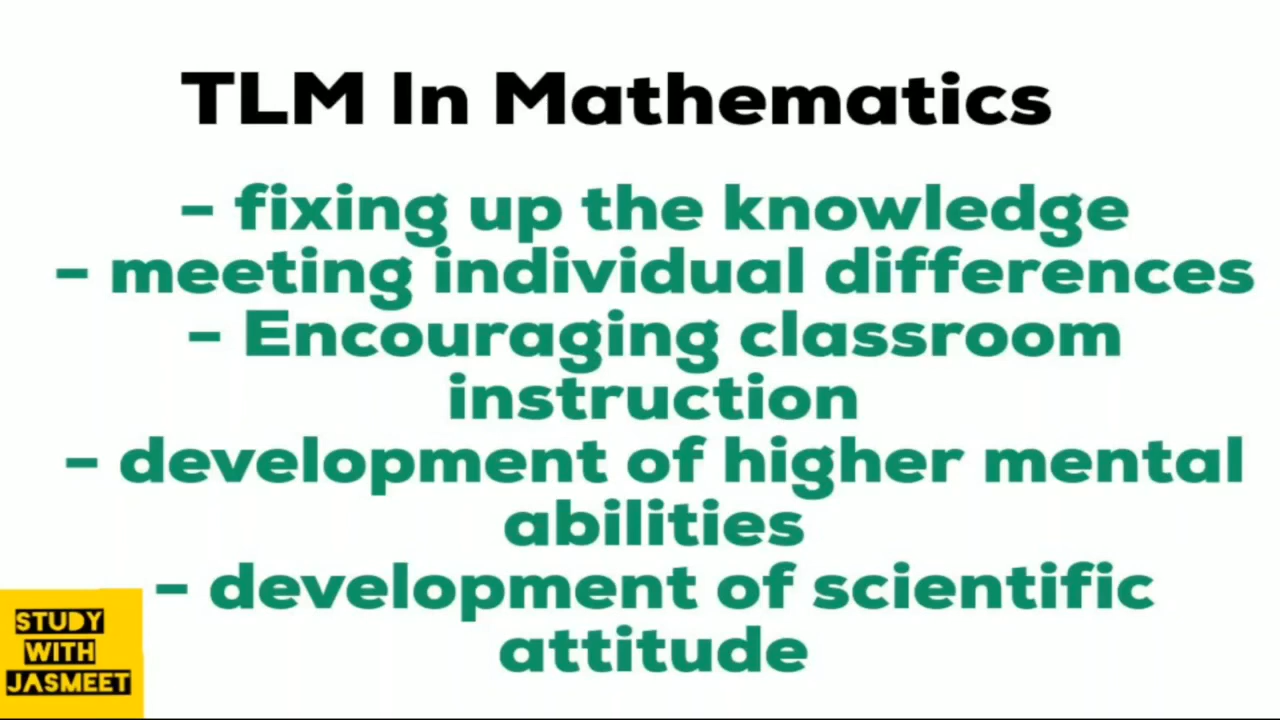 TLM In Mathematics
- fixing up the knowledge
- meeting individual differences
- Encouraging classroom
instruction
- development of higher mental
abilities
- development of scientific
attitude
STUDY
WITH
JASMEET